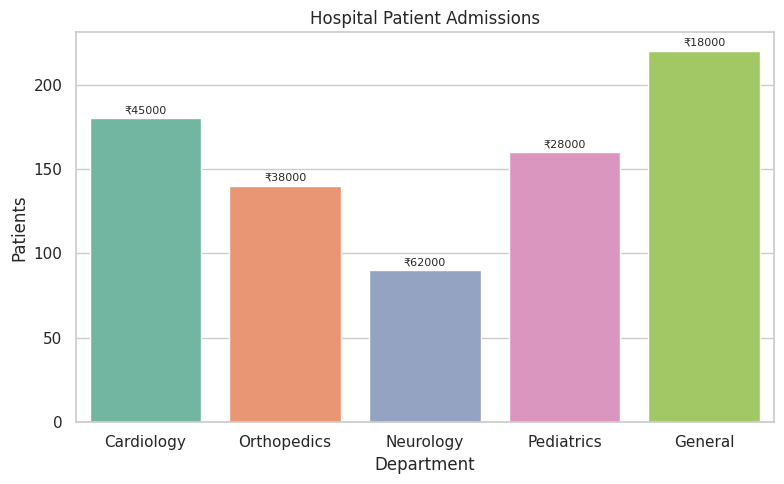 Hospital Patient Admissions
₹18000
200
₹45000
₹28000
150
₹38000
Patients
100
₹62000
50
0
Cardiology Orthopedics Neurology Pediatrics General
Department